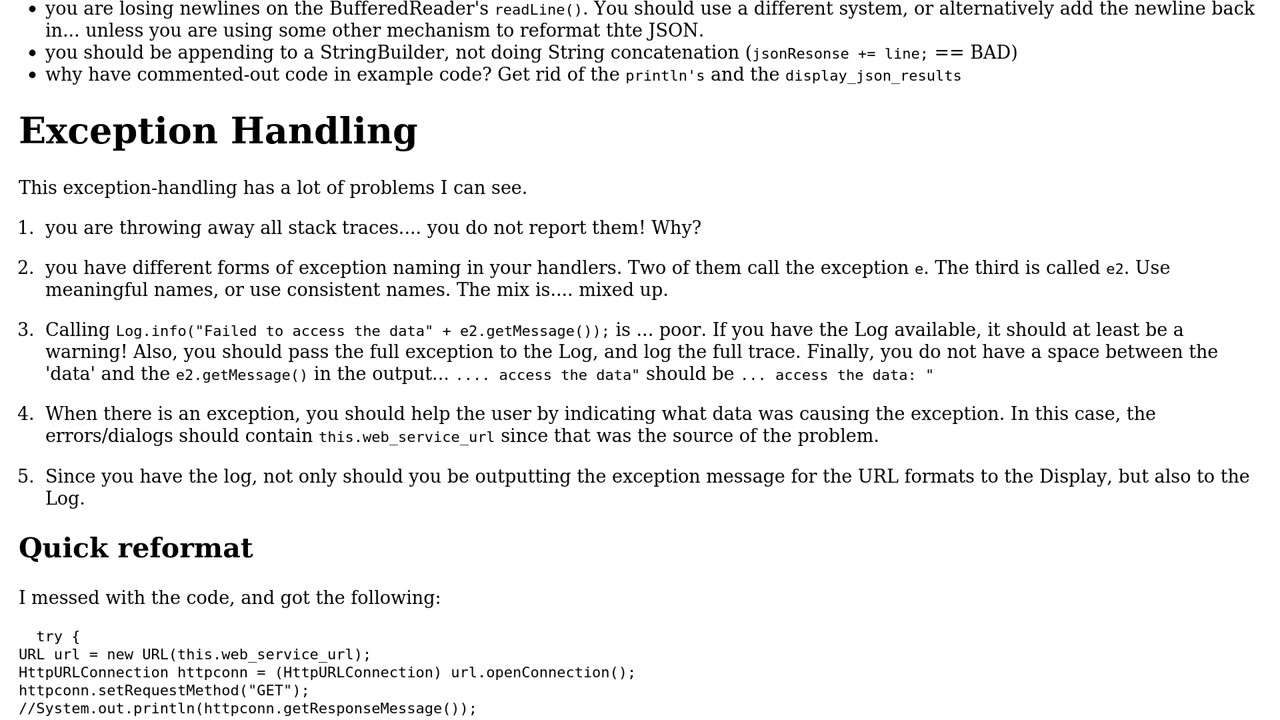 • you are losing newlines on the BufferedReader's readLine(). You should use a different system, or alternatively add the newline back
in... unless you are using some other mechanism to reformat thte JSON.
• you should be appending to a StringBuilder, not doing String concatenation (jsonResonse += line; == BAD)
• why have commented-out code in example code? Get rid of the println's and the display_json_results
Exception Handling
This exception-handling has a lot of problems I can see.
1. you are throwing away all stack traces.... you do not report them! Why?
2. you have different forms of exception naming in your handlers. Two of them call the exception e. The third is called e2. Use
meaningful names, or use consistent names. The mix is.... mixed up.
3. Calling Log.info("Failed to access the data" + e2.getMessage()); is ... poor. If you have the Log available, it should at least be a
warning! Also, you should pass the full exception to the Log, and log the full trace. Finally, you do not have a space between the
'data' and the e2.getMessage() in the output... .... access the data" should be ... access the data: "
4. When there is an exception, you should help the user by indicating what data was causing the exception. In this case, the
errors/dialogs should contain this.web_service_url since that was the source of the problem.
5. Since you have the log, not only should you be outputting the exception message for the URL formats to the Display, but also to the
Log.
Quick reformat
I messed with the code, and got the following:
try {
URL url = new URL(this.web_service_url);
HttpURLConnection httpconn = (HttpURLConnection) url.openConnection();
httpconn.setRequestMethod("GET");
//System.out.println(httpconn.getResponseMessage());